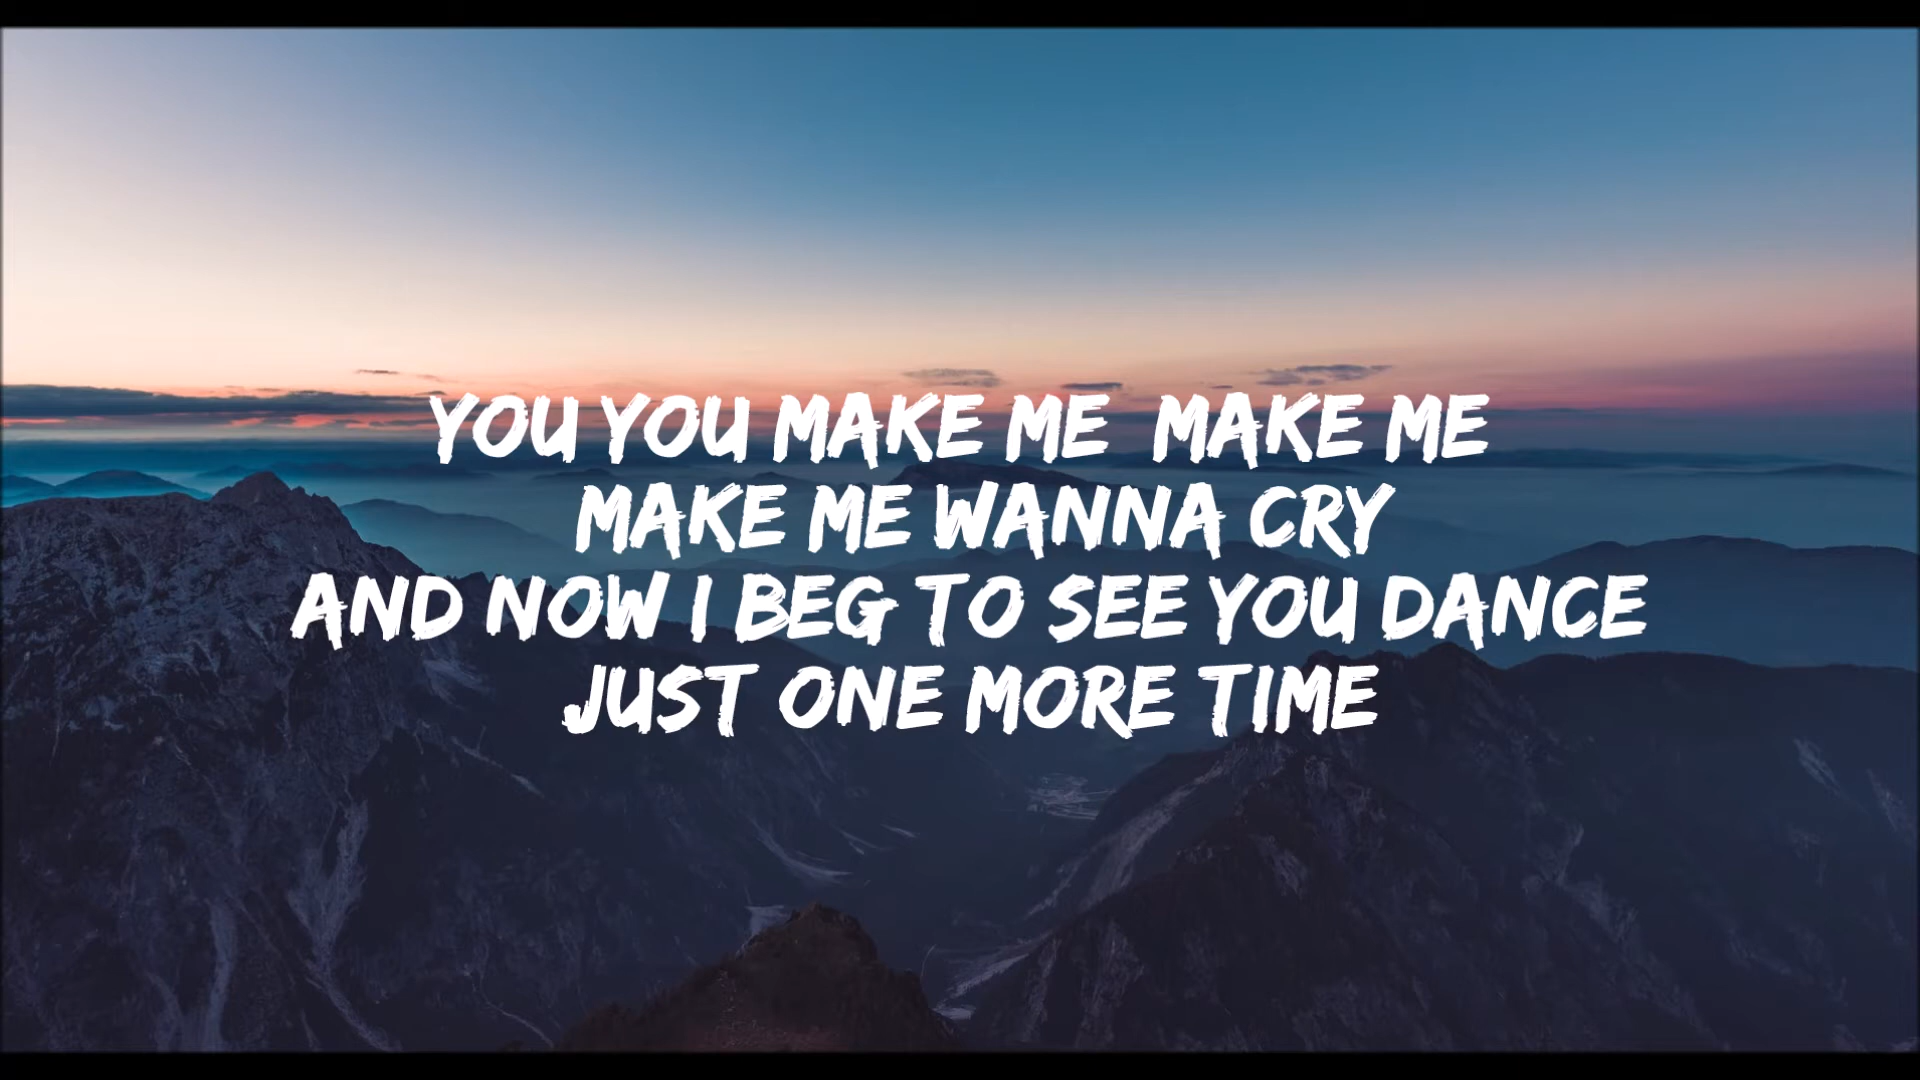 YOU YOU MAKE ME MAKE ME
MAKE ME WANNA CRY
AND NOW I BEG TO SEE YOU DANCE
JUST ONE MORE TIME